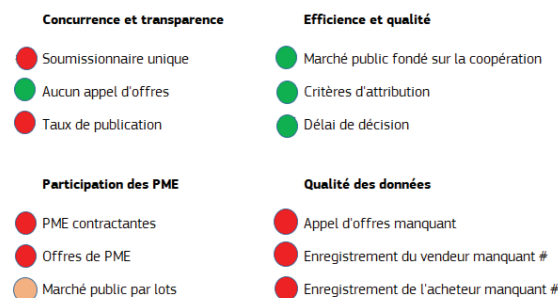 Concurrence et transparence
Soumissionnaire unique
Aucun appel d'offres
Taux de publication
Efficience et qualité
Marché public fondé sur la coopération
Critères d'attribution
Délai de décision
Participation des PME
PME contractantes
Offres de PME
Marché public par lots
Qualité des données
Appel d'offres manquant
Enregistrement du vendeur manquant #
Enregistrement de l'acheteur manquant #